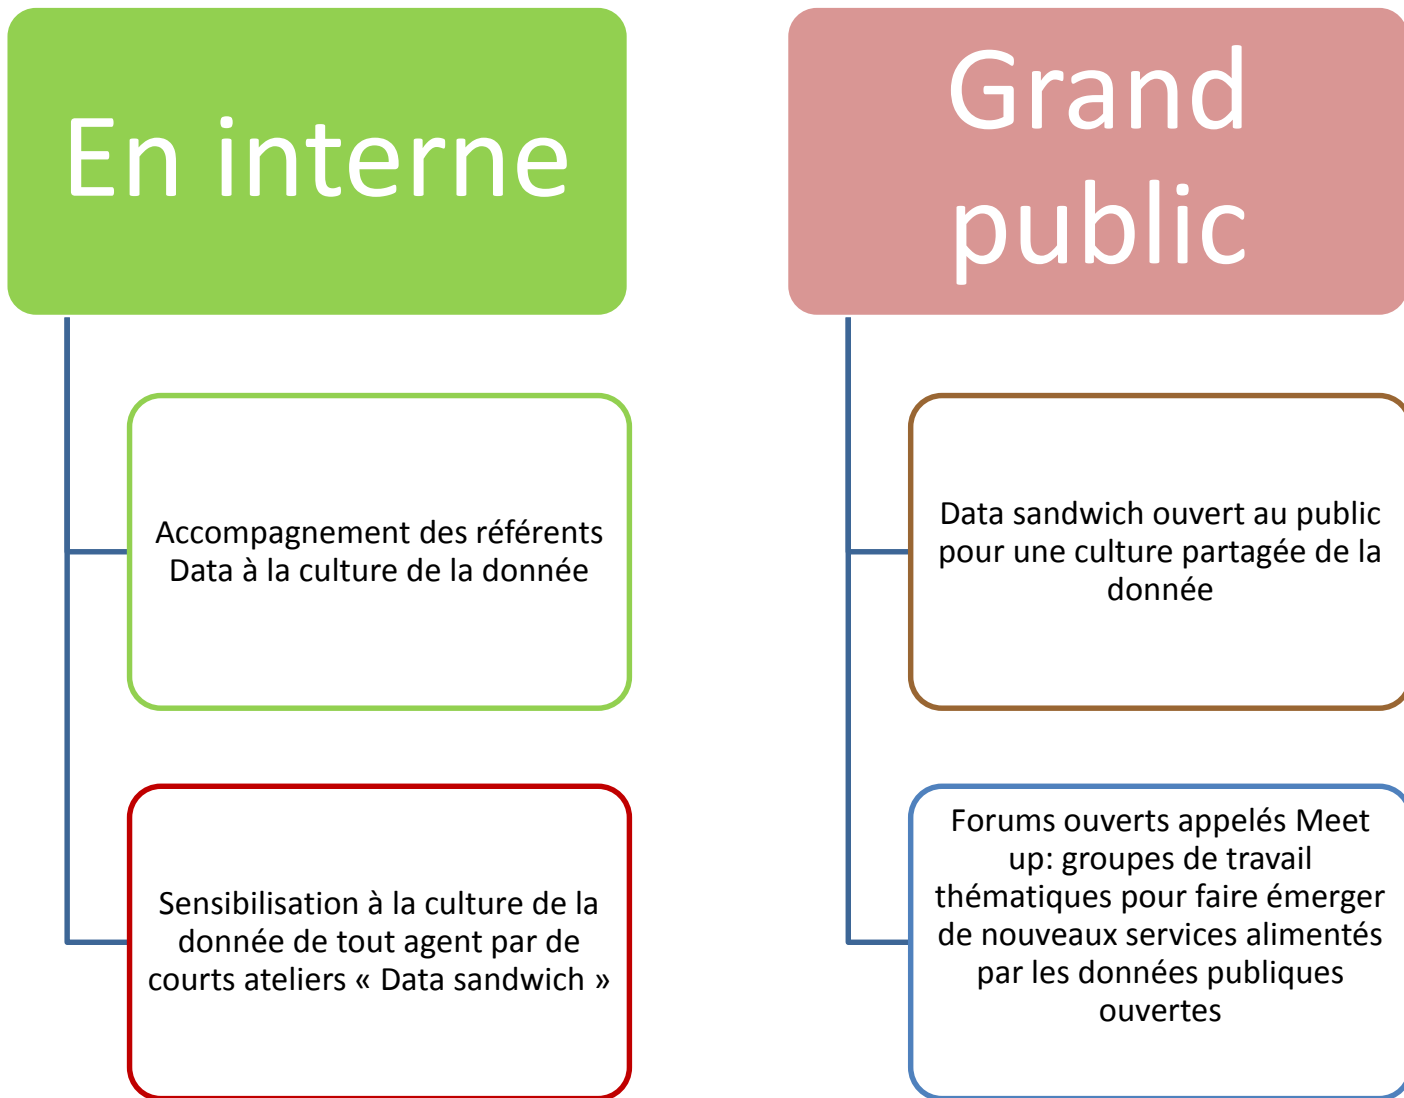 En interne
Accompagnement des référents
Data à la culture de la donnée
Sensibilisation à la culture de la
donnée de tout agent par de
courts ateliers « Data sandwich »
Grand
public
Data sandwich ouvert au public
pour une culture partagée de la
donnée
Forums ouverts appelés Meet
up: groupes de travail
thématiques pour faire émerger
de nouveaux services alimentés
par les données publiques
ouvertes